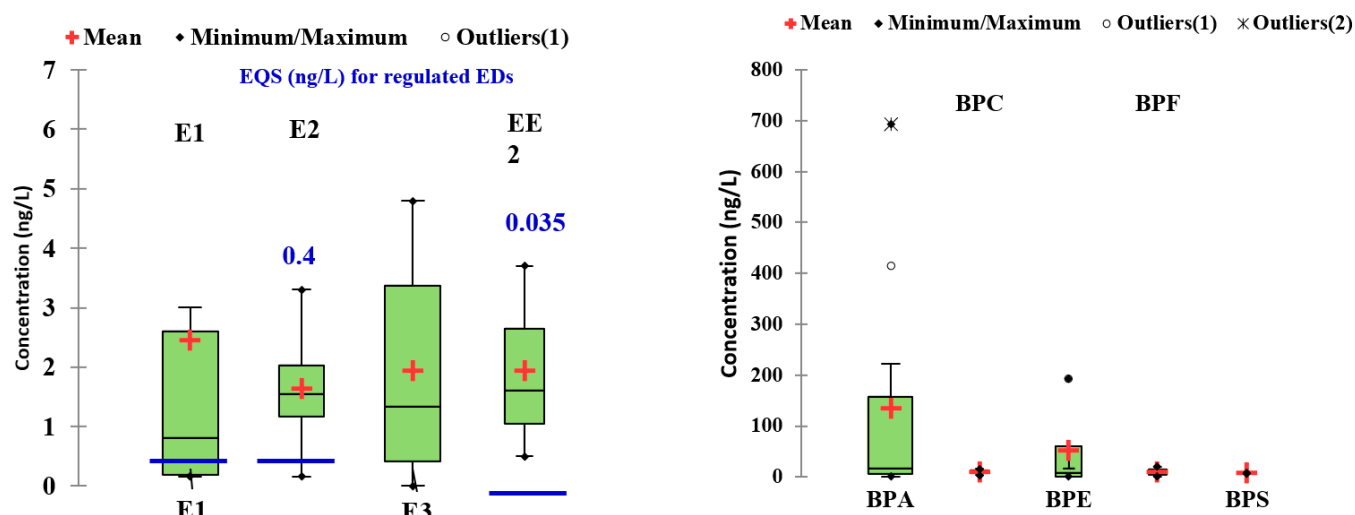 Mean Minimum/Maximum Outliers(1)
EQS (ng/L) for regulated EDs
Concentration (ng/L)
7
6
5
4
3
2
1
0
E1
E2
EE
2
0.4
0.035
E1
E3
Mean Minimum/Maximum Outliers(1) Outliers(2)
Concentration (ng/L)
800
700
600
500
400
300
200
100
0
BPC BPF
BPA BPE BPS